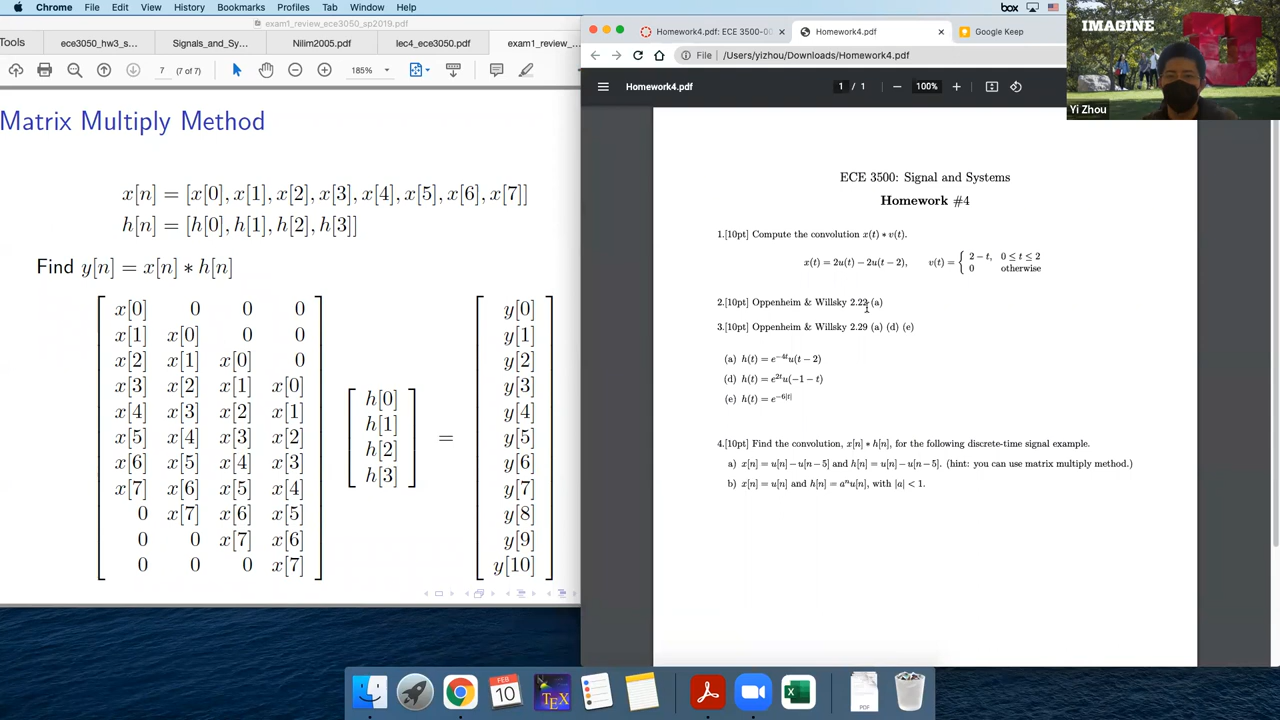 Chrome File Edit View History Bookmarks Profiles Tab Window Help box
exam1_review_ece3050_sp2019.pdf
Tools ece3050_hw3_s... Signals_and_Sy... Nilim2005.pdf lec4_ece3050.pdf exam1_review_...
7 (7 of 7) 185%
Matrix Multiply Method
x[n] = [x[0], x[1], x[2], x[3], x[4], x[5], x[6], x[7]]
h[n] = [h[0], h[1], h[2], h[3]]
Find y[n] = x[n] * h[n]
x[0] 0 0 0
x[1] x[0] 0 0
x[2] x[1] x[0] 0
x[3] x[2] x[1] x[0]
x[4] x[3] x[2] x[1]
x[5] x[4] x[3] x[2]
x[6] x[5] x[4] x[3]
x[7] x[6] x[5] x[4]
0 x[7] x[6] x[5]
0 0 x[7] x[6]
0 0 0 x[7]
h[0]
h[1]
h[2]
h[3]
=
y[0]
y[1]
y[2]
y[3]
y[4]
y[5]
y[6]
y[7]
y[8]
y[9]
y[10]
Homework4.pdf: ECE 3500-0 Homework4.pdf Google Keep
File /Users/yizhou/Downloads/Homework4.pdf
Homework4.pdf 1 / 1 100%
ECE 3500: Signal and Systems
Homework #4
1.[10pt] Compute the convolution x(t) * v(t).
x(t) = 2u(t) − 2u(t − 2), v(t) = { 2 − t, 0 ≤ t ≤ 2
0 otherwise
2.[10pt] Oppenheim & Willsky 2.22 (a)
3.[10pt] Oppenheim & Willsky 2.29 (a) (d) (e)
(a) h(t) = e^{−4t}u(t − 2)
(d) h(t) = e^{2t}u(−1 − t)
(e) h(t) = e^{−6|t|}
4.[10pt] Find the convolution, x[n] * h[n], for the following discrete-time signal example.
a) x[n] = u[n] − u[n − 5] and h[n] = u[n] − u[n − 5]. (hint: you can use matrix multiply method.)
b) x[n] = u[n] and h[n] = aⁿu[n], with |a| < 1.
IMAGINE
U
Yi Zhou
FEB
10
TEX
PDF